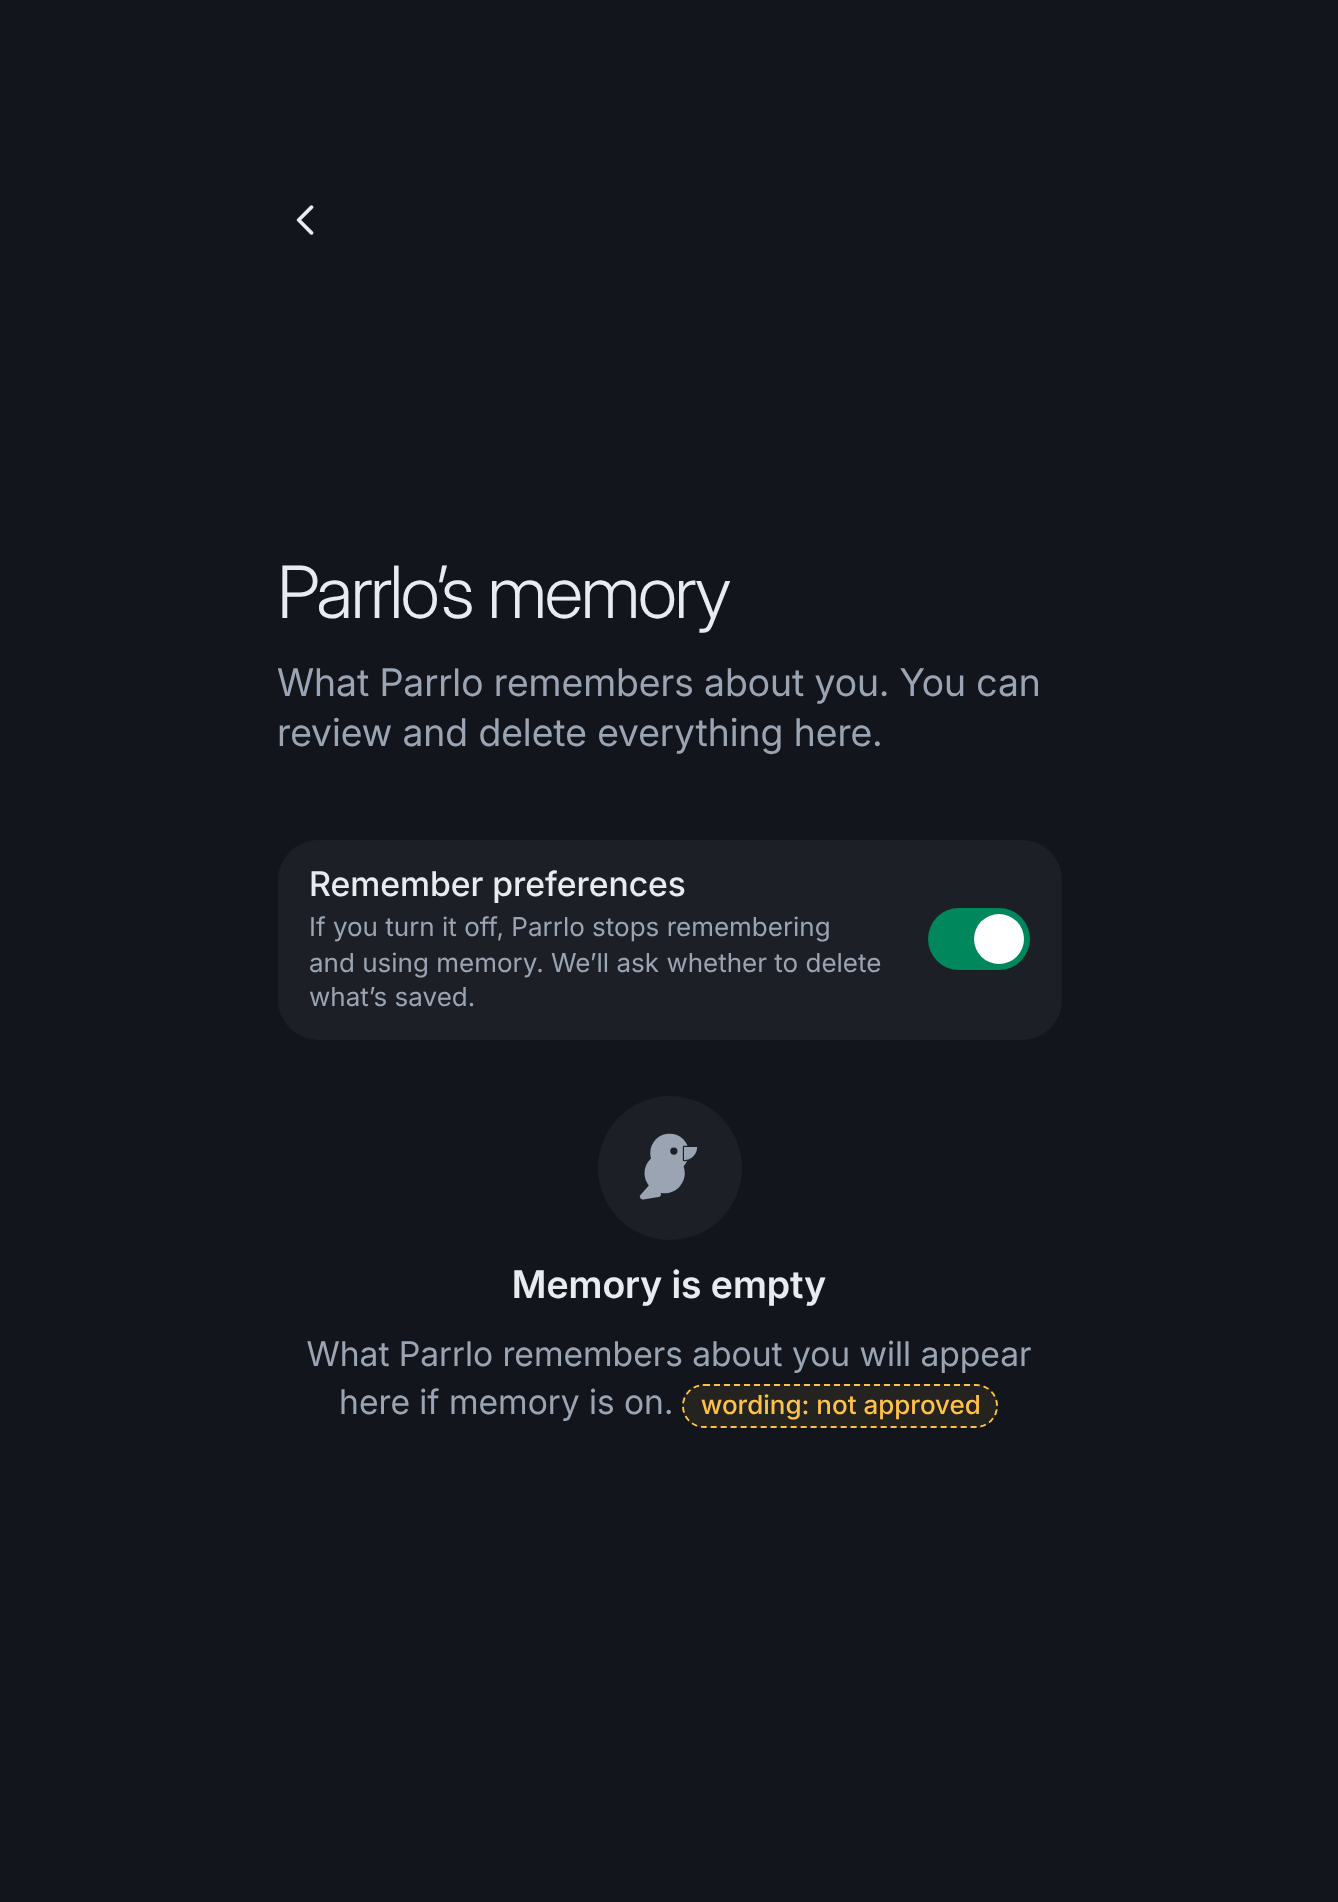 Parrlo’s memory
What Parrlo remembers about you. You can
review and delete everything here.
Remember preferences
If you turn it off, Parrlo stops remembering
and using memory. We’ll ask whether to delete
what’s saved.
Memory is empty
What Parrlo remembers about you will appear
here if memory is on. wording: not approved